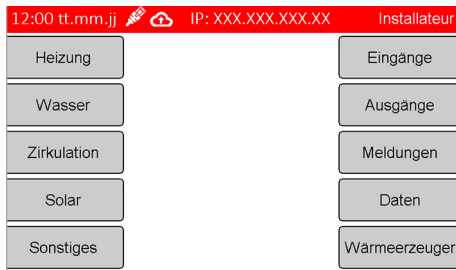 12:00 tt.mm.jj IP: XXX.XXX.XXX.XX Installateur
Heizung
Eingänge
Wasser
Ausgänge
Zirkulation
Meldungen
Solar
Daten
Sonstiges
Wärmeerzeuger